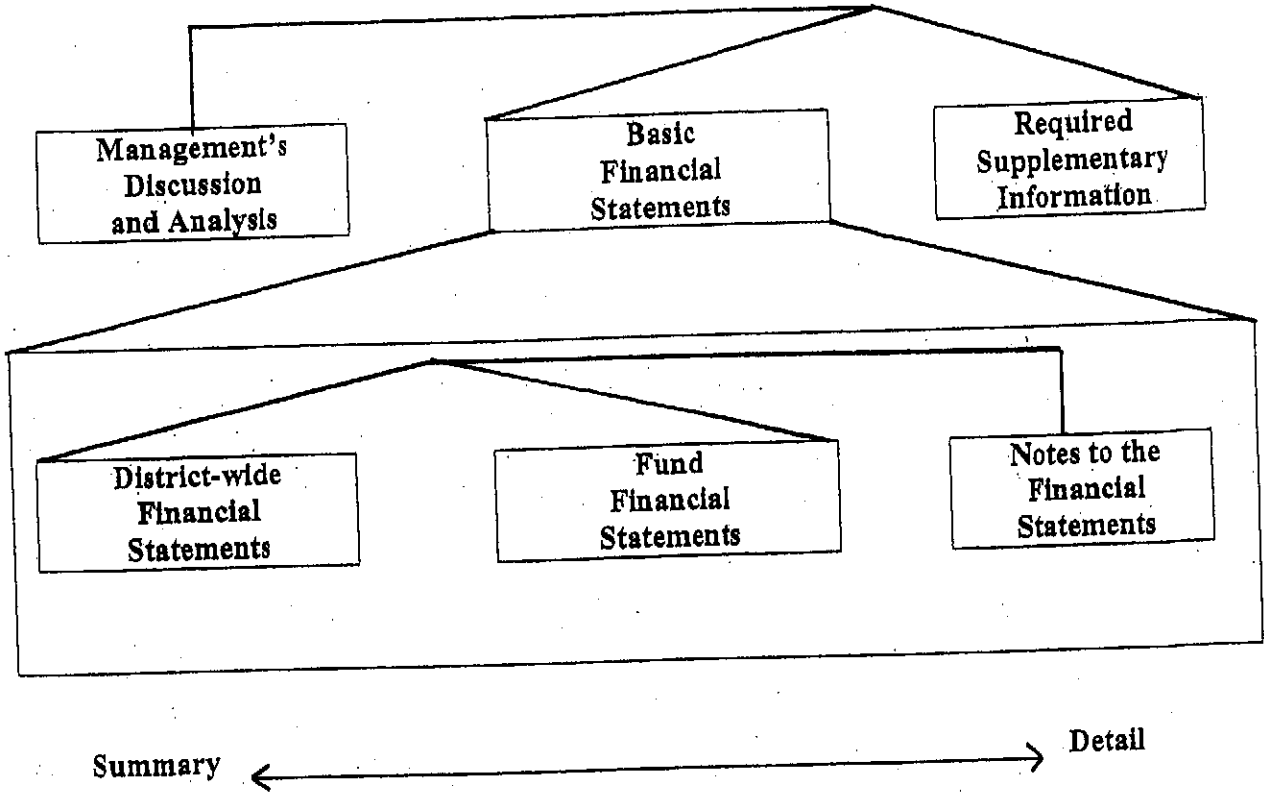 Management's
Discussion
and Analysis
Basic
Financial
Statements
Required
Supplementary
Information
District-wide
Financial
Statements
Fund
Financial
Statements
Notes to the
Financial
Statements
Summary
Detail